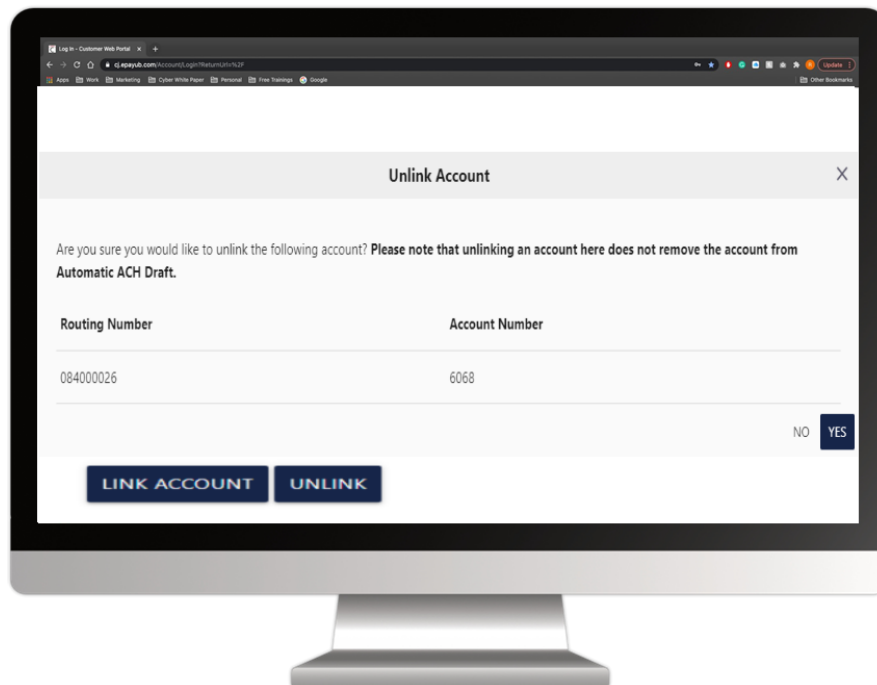 Log in - Customer Web Portal
cj.epayub.com/Account/Login?ReturnUrl=%2F
Update
Apps Work Marketing Cyber White Paper Personal Free Trainings Google Other Bookmarks
Unlink Account X
Are you sure you would like to unlink the following account? Please note that unlinking an account here does not remove the account from
Automatic ACH Draft.
Routing Number Account Number
084000026 6068
NO YES
LINK ACCOUNT UNLINK